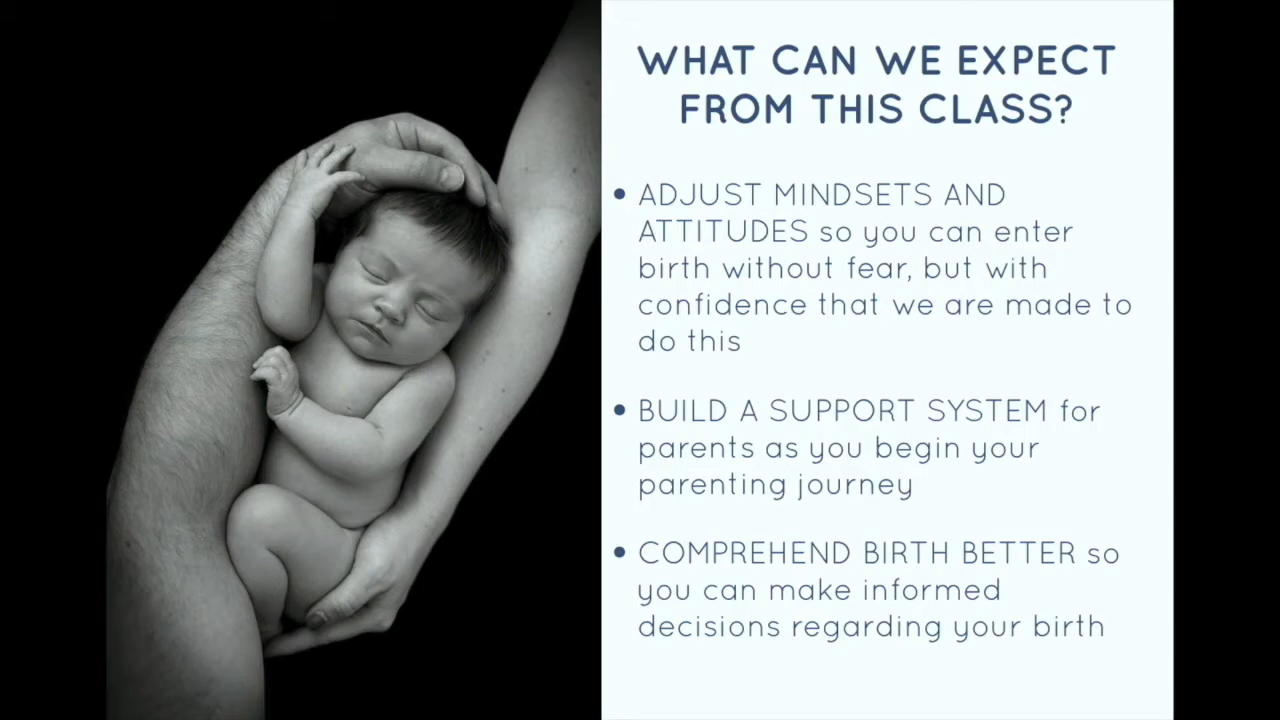 WHAT CAN WE EXPECT
FROM THIS CLASS?
• ADJUST MINDSETS AND
ATTITUDES so you can enter
birth without fear, but with
confidence that we are made to
do this
• BUILD A SUPPORT SYSTEM for
parents as you begin your
parenting journey
• COMPREHEND BIRTH BETTER so
you can make informed
decisions regarding your birth